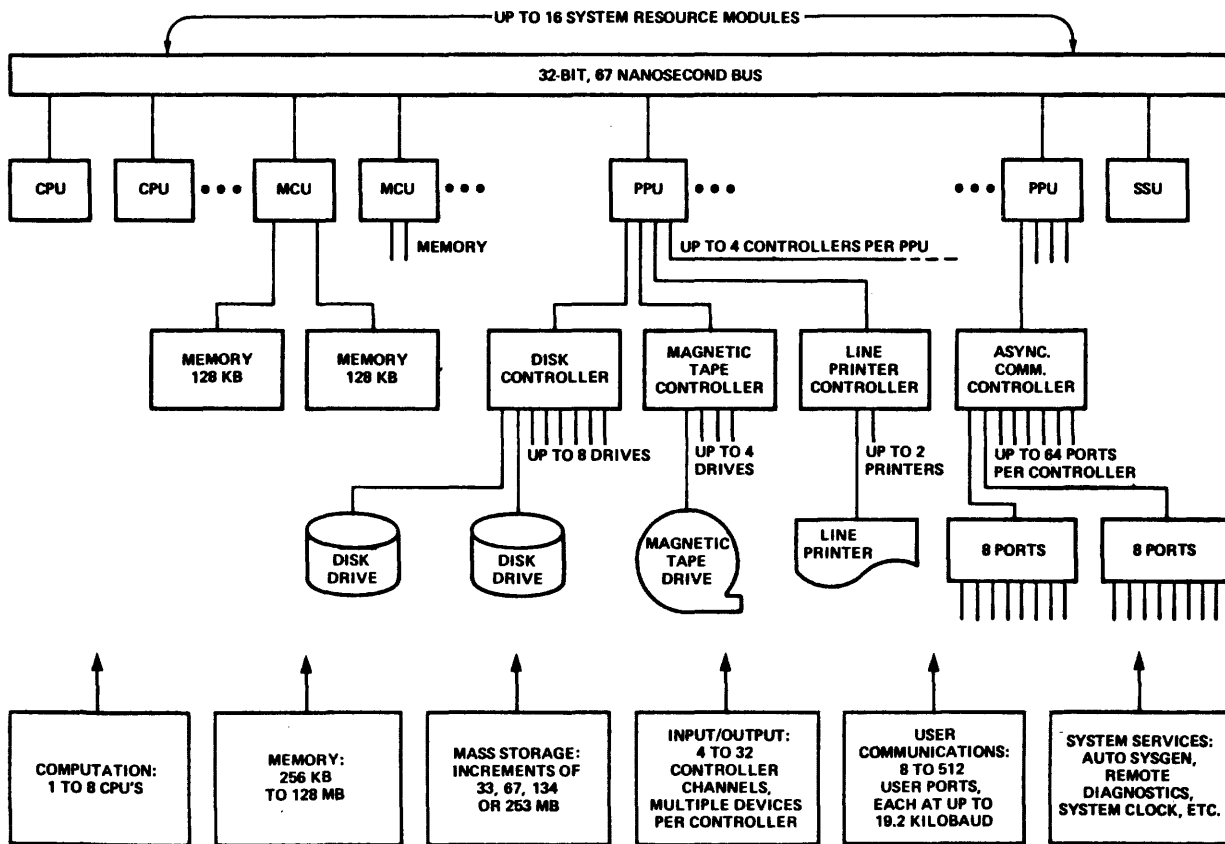 UP TO 16 SYSTEM RESOURCE MODULES
32-BIT, 67 NANOSECOND BUS
CPU
CPU
MCU
MCU
PPU
PPU
SSU
MEMORY
UP TO 4 CONTROLLERS PER PPU
MEMORY
128 KB
MEMORY
128 KB
DISK
CONTROLLER
MAGNETIC
TAPE
CONTROLLER
LINE
PRINTER
CONTROLLER
ASYNC.
COMM.
CONTROLLER
UP TO 8 DRIVES
UP TO 4
DRIVES
UP TO 2
PRINTERS
UP TO 64 PORTS
PER CONTROLLER
DISK
DRIVE
DISK
DRIVE
MAGNETIC
TAPE
DRIVE
LINE
PRINTER
8 PORTS
8 PORTS
COMPUTATION:
1 TO 8 CPU'S
MEMORY:
256 KB
TO 128 MB
MASS STORAGE:
INCREMENTS OF
33, 67, 134
OR 253 MB
INPUT/OUTPUT:
4 TO 32
CONTROLLER
CHANNELS,
MULTIPLE DEVICES
PER CONTROLLER
USER
COMMUNICATIONS:
8 TO 512
USER PORTS,
EACH AT UP TO
19.2 KILOBAUD
SYSTEM SERVICES:
AUTO SYSGEN,
REMOTE
DIAGNOSTICS,
SYSTEM CLOCK, ETC.